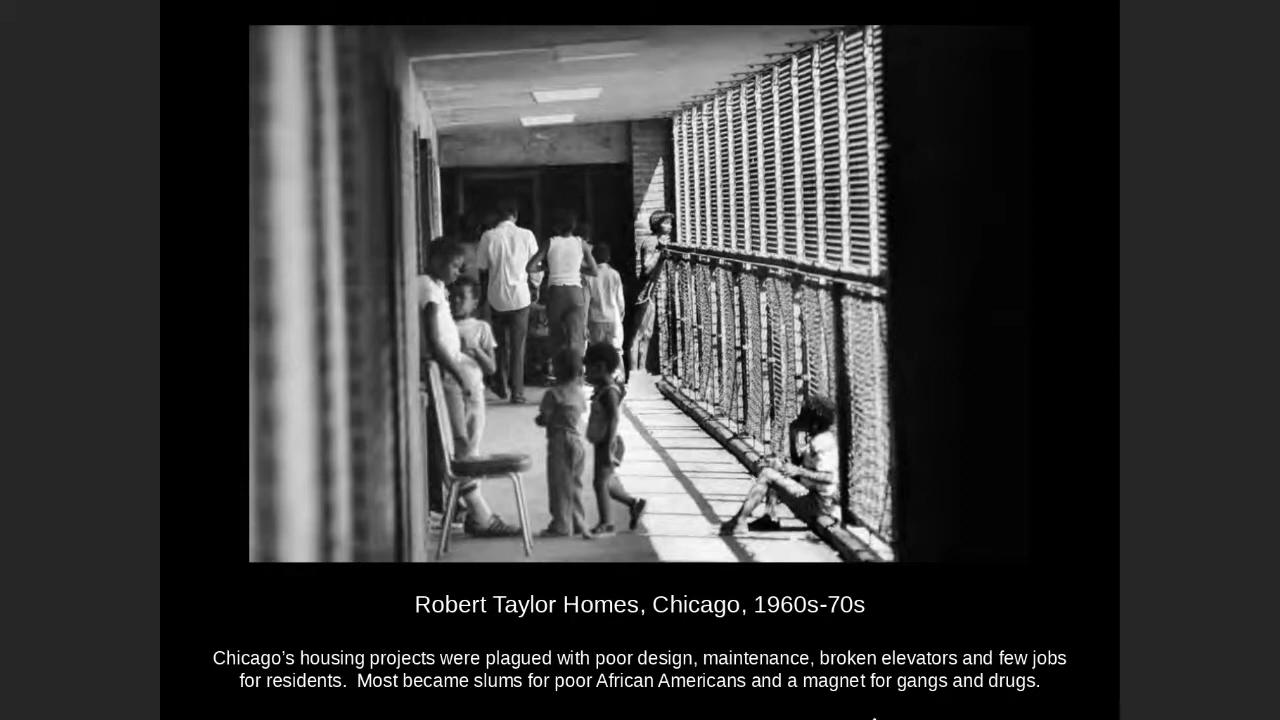 Robert Taylor Homes, Chicago, 1960s-70s
Chicago’s housing projects were plagued with poor design, maintenance, broken elevators and few jobs
for residents.  Most became slums for poor African Americans and a magnet for gangs and drugs.